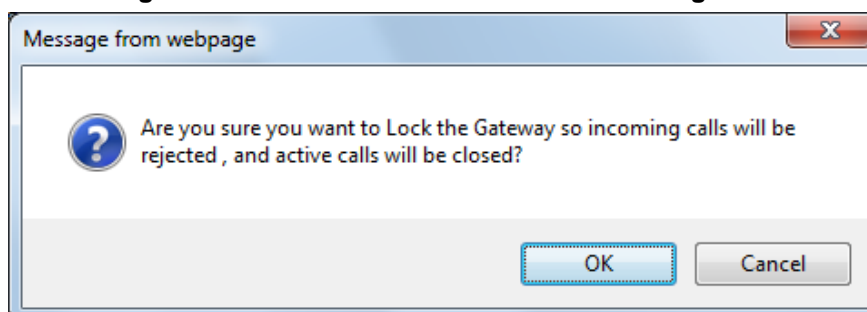 Message from webpage
Are you sure you want to Lock the Gateway so incoming calls will be
rejected , and active calls will be closed?
OK
Cancel